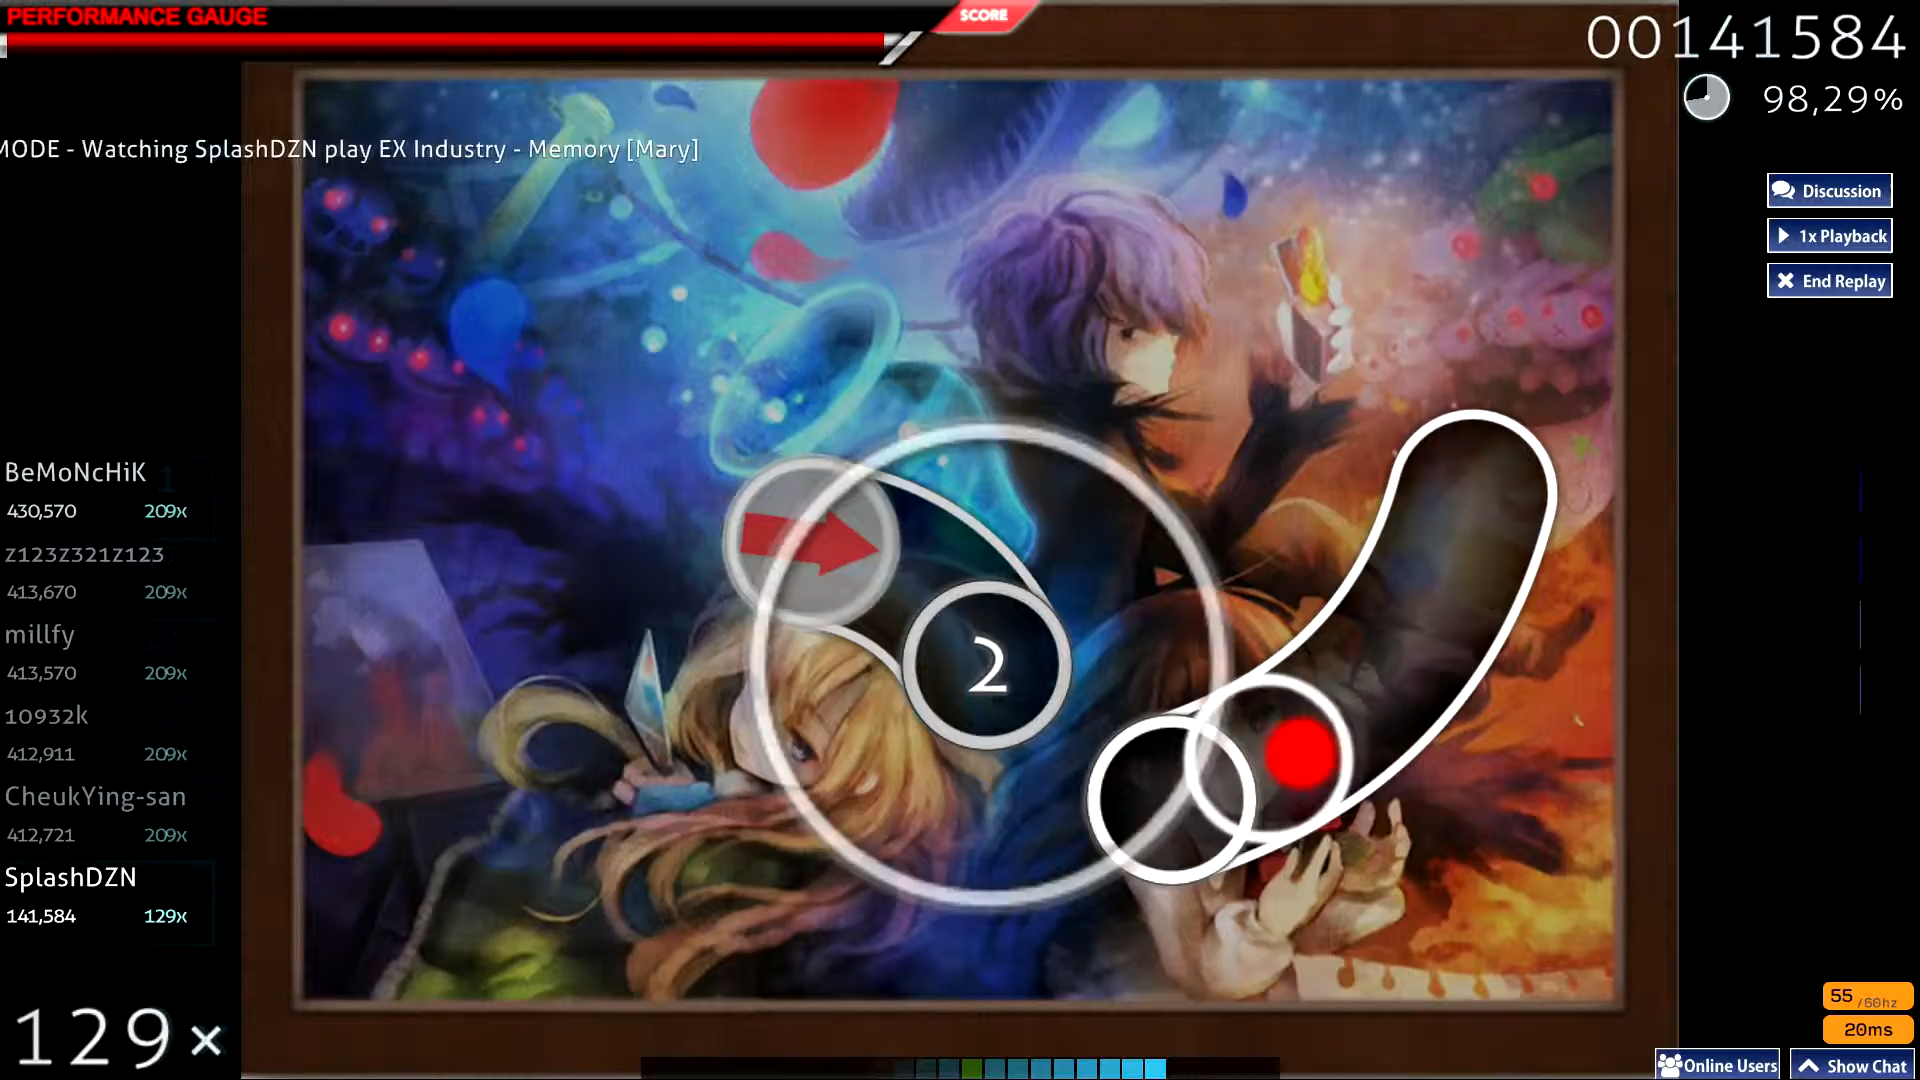 PERFORMANCE GAUGE
SCORE
00141584
98,29%
MODE - Watching SplashDZN play EX Industry - Memory [Mary]
Discussion
1x Playback
End Replay
BeMoNcHiK
430,570 209x
z123z321z123
413,670 209x
millfy
413,570 209x
10932k
412,911 209x
CheukYing-san
412,721 209x
SplashDZN
141,584 129x
2
129x
55 /60hz
20ms
Online Users
Show Chat